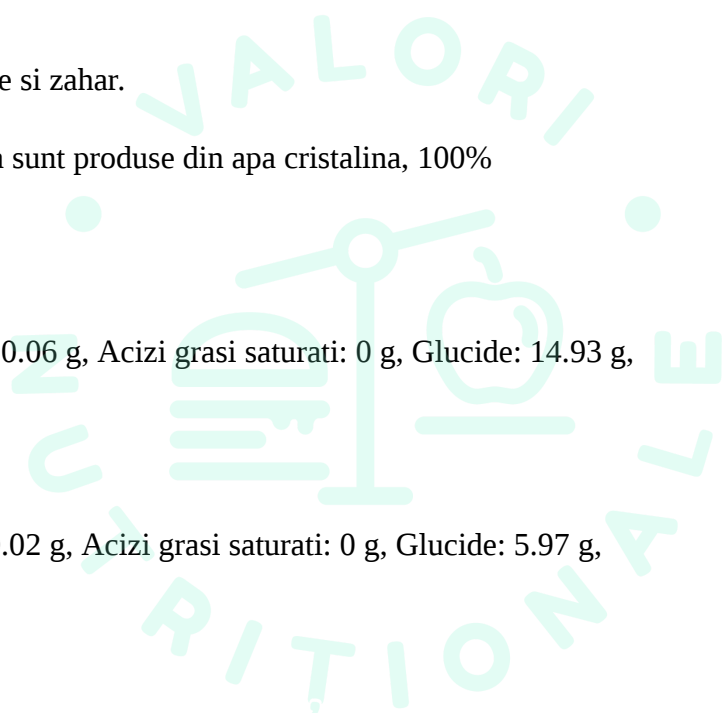 e si zahar.
sunt produse din apa cristalina, 100%
0.06 g, Acizi grasi saturati: 0 g, Glucide: 14.93 g,
.02 g, Acizi grasi saturati: 0 g, Glucide: 5.97 g,
VALORI
NUTRITIONALE